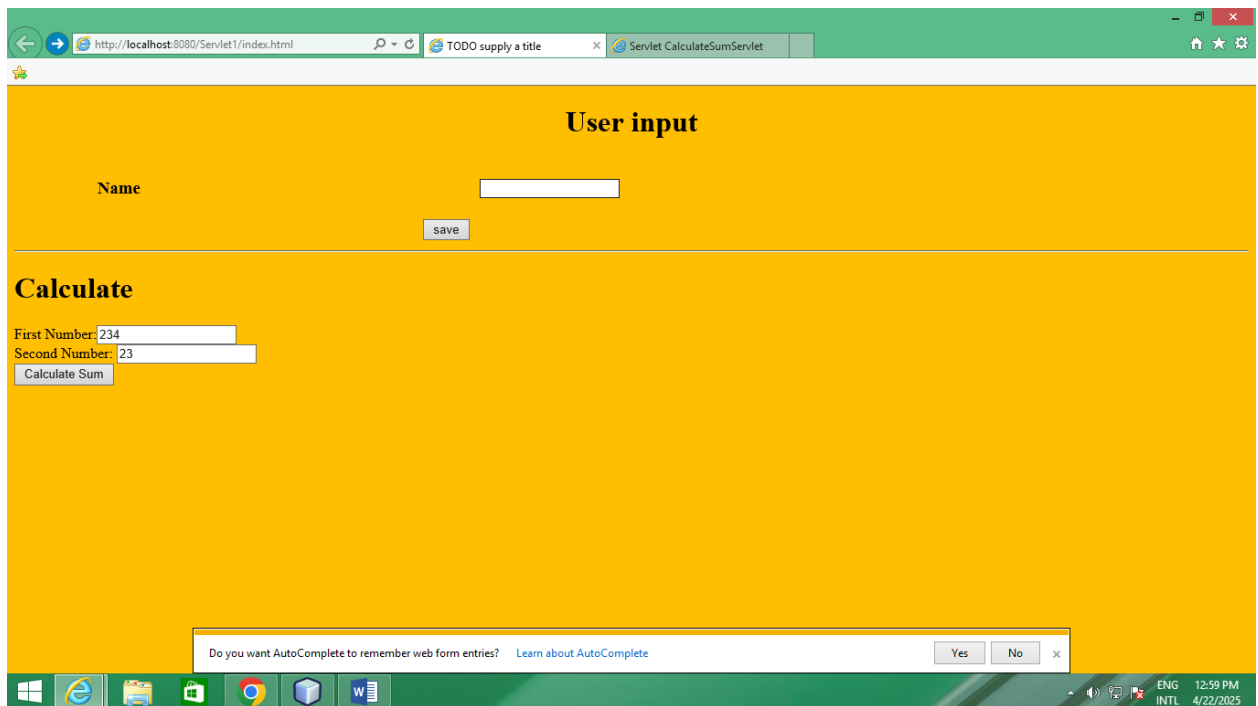 http://localhost:8080/Servlet1/index.html
TODO supply a title
Servlet CalculateSumServlet
User input
Name
save
Calculate
First Number: 234
Second Number: 23
Calculate Sum
Do you want AutoComplete to remember web form entries? Learn about AutoComplete Yes No
ENG 12:59 PM
INTL 4/22/2025